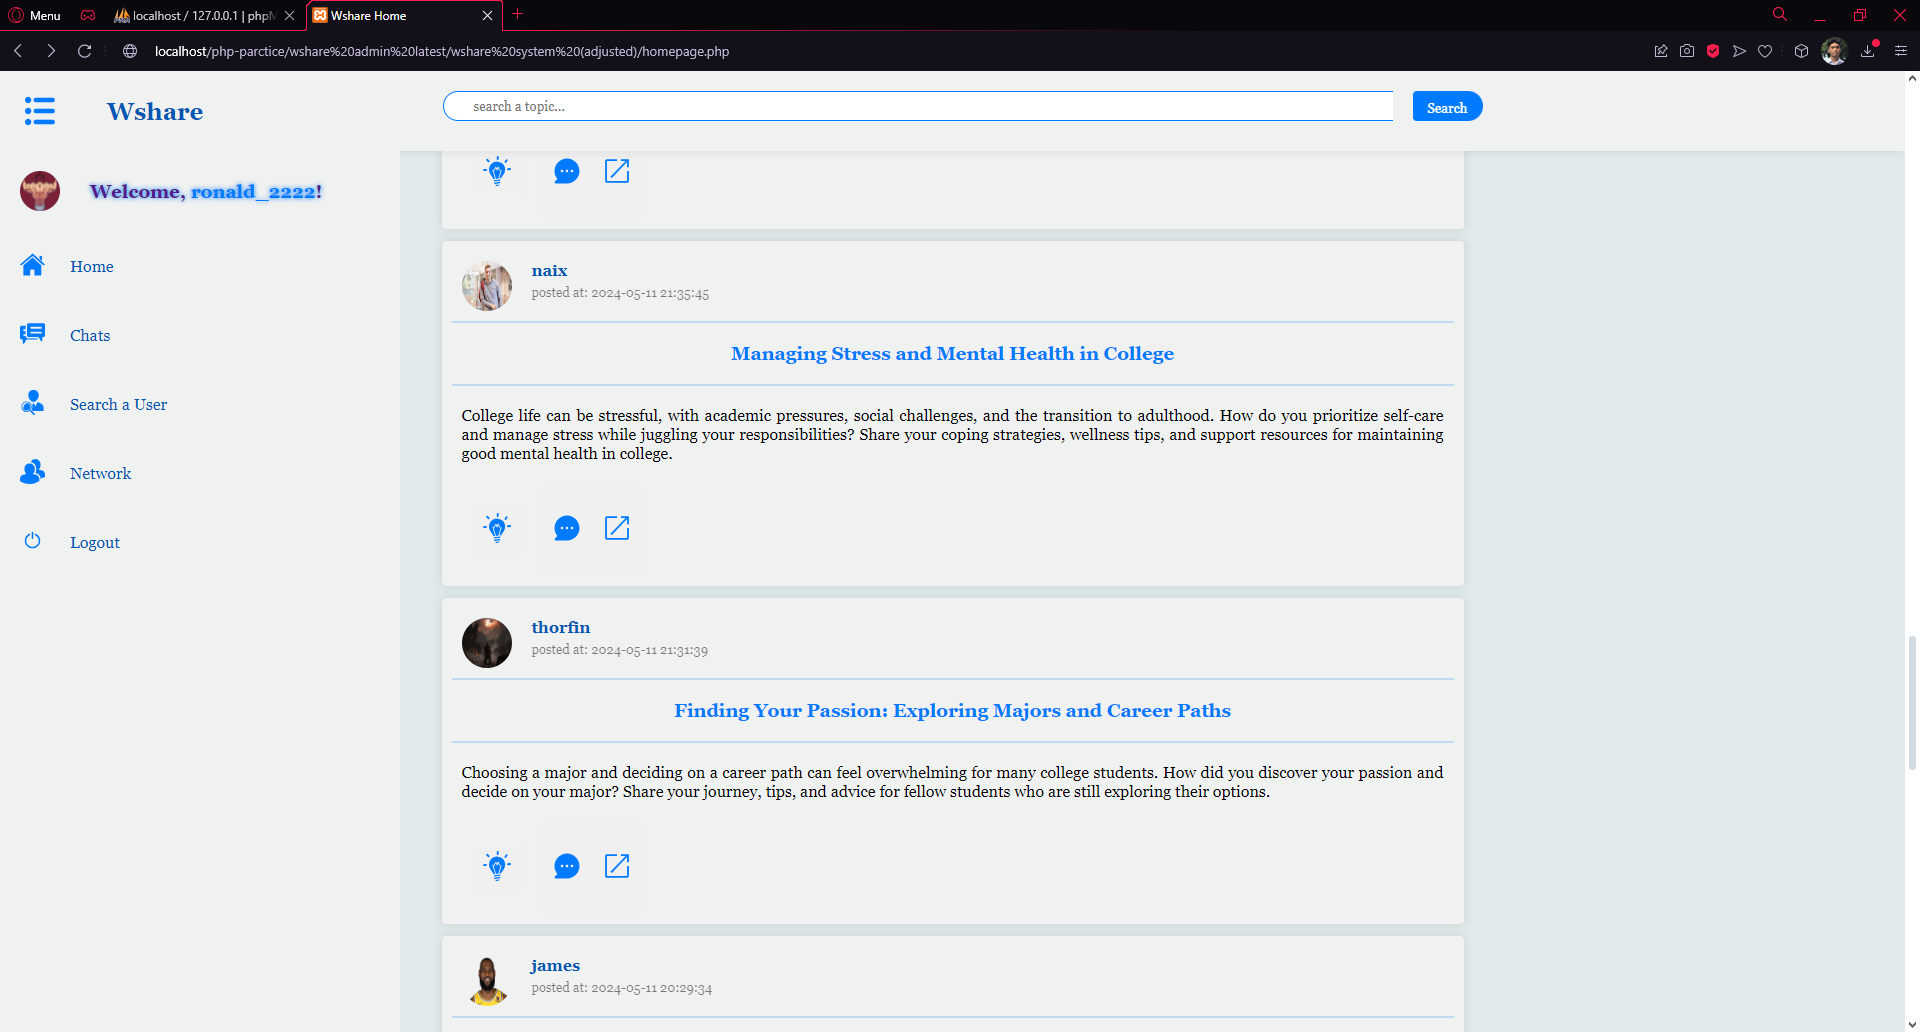 Menu
localhost / 127.0.0.1 | phpM
Wshare Home
localhost/php-parctice/wshare%20admin%20latest/wshare%20system%20(adjusted)/homepage.php
Wshare
search a topic...
Search
Welcome, ronald_2222!
Home
Chats
Search a User
Network
Logout
naix
posted at: 2024-05-11 21:35:45
Managing Stress and Mental Health in College
College life can be stressful, with academic pressures, social challenges, and the transition to adulthood. How do you prioritize self-care
and manage stress while juggling your responsibilities? Share your coping strategies, wellness tips, and support resources for maintaining
good mental health in college.
thorfin
posted at: 2024-05-11 21:31:39
Finding Your Passion: Exploring Majors and Career Paths
Choosing a major and deciding on a career path can feel overwhelming for many college students. How did you discover your passion and
decide on your major? Share your journey, tips, and advice for fellow students who are still exploring their options.
james
posted at: 2024-05-11 20:29:34